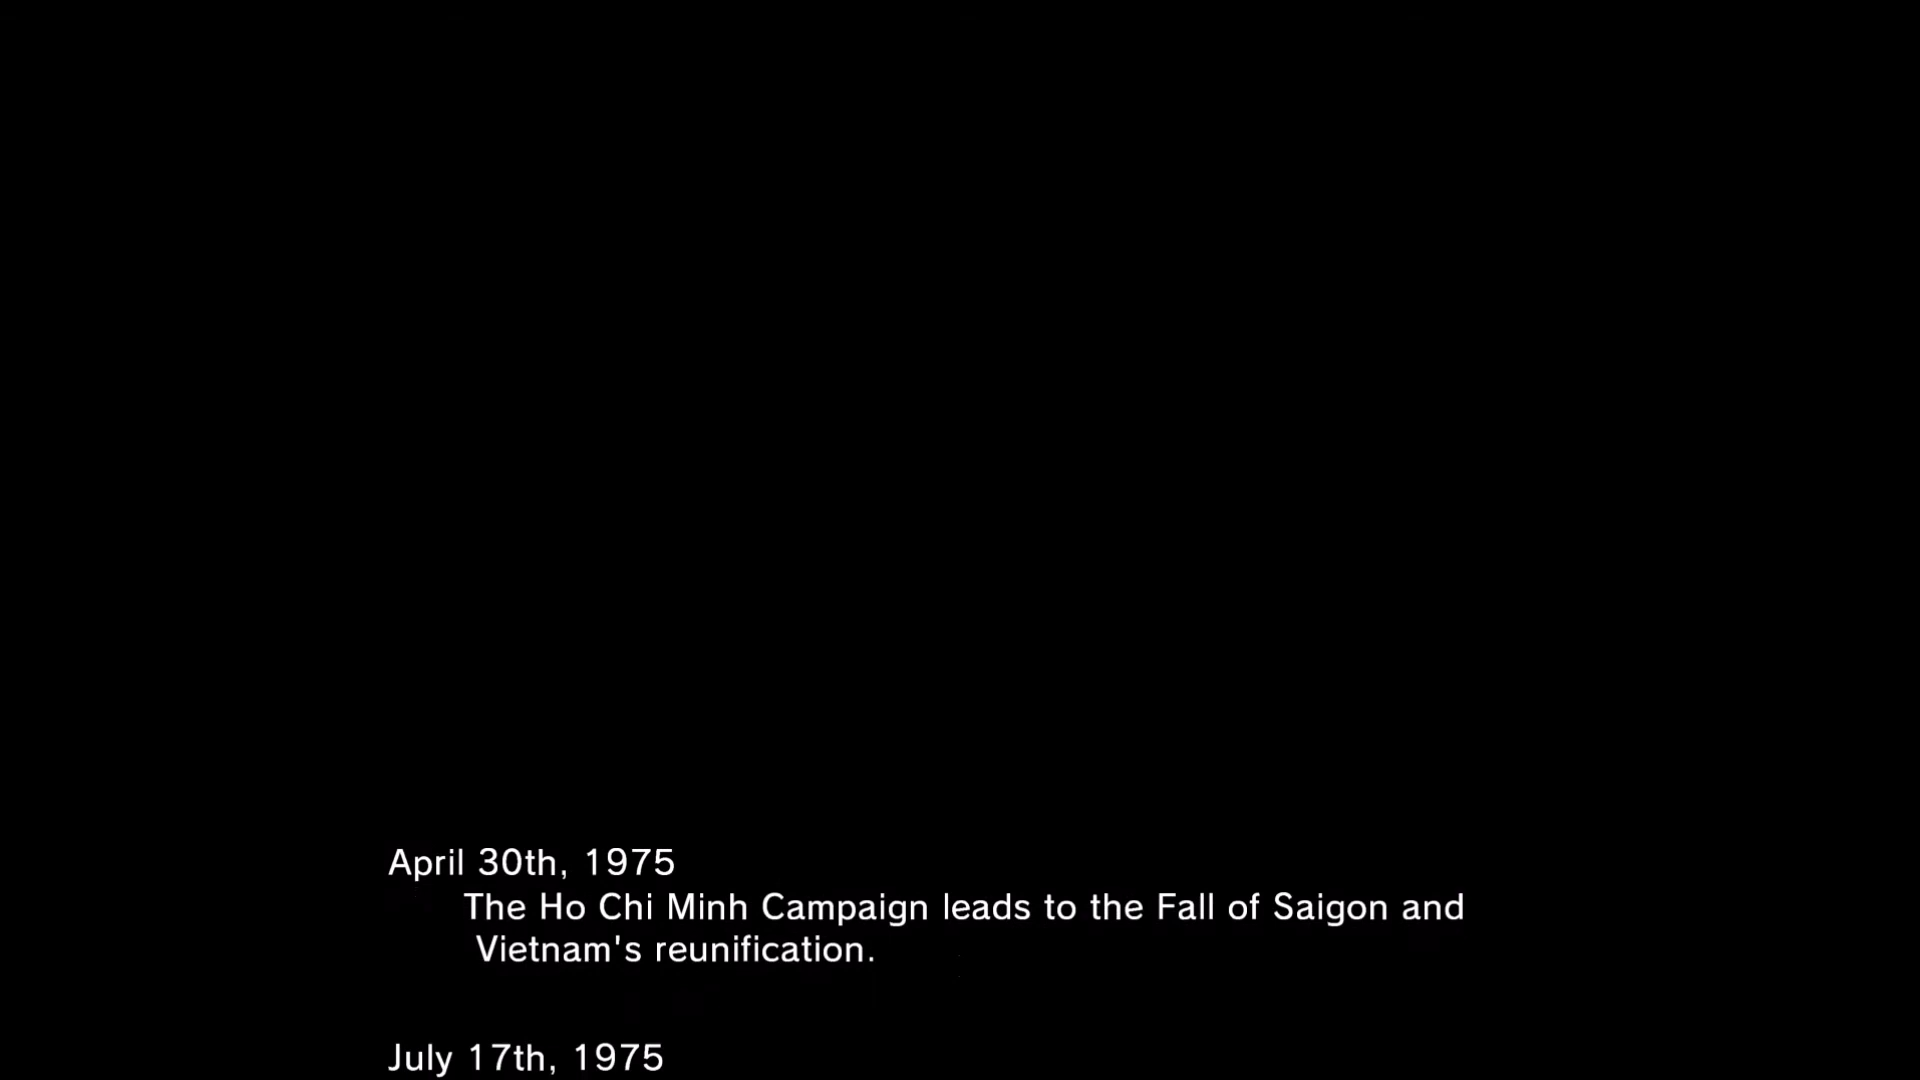 April 30th, 1975
The Ho Chi Minh Campaign leads to the Fall of Saigon and
Vietnam's reunification.
July 17th, 1975